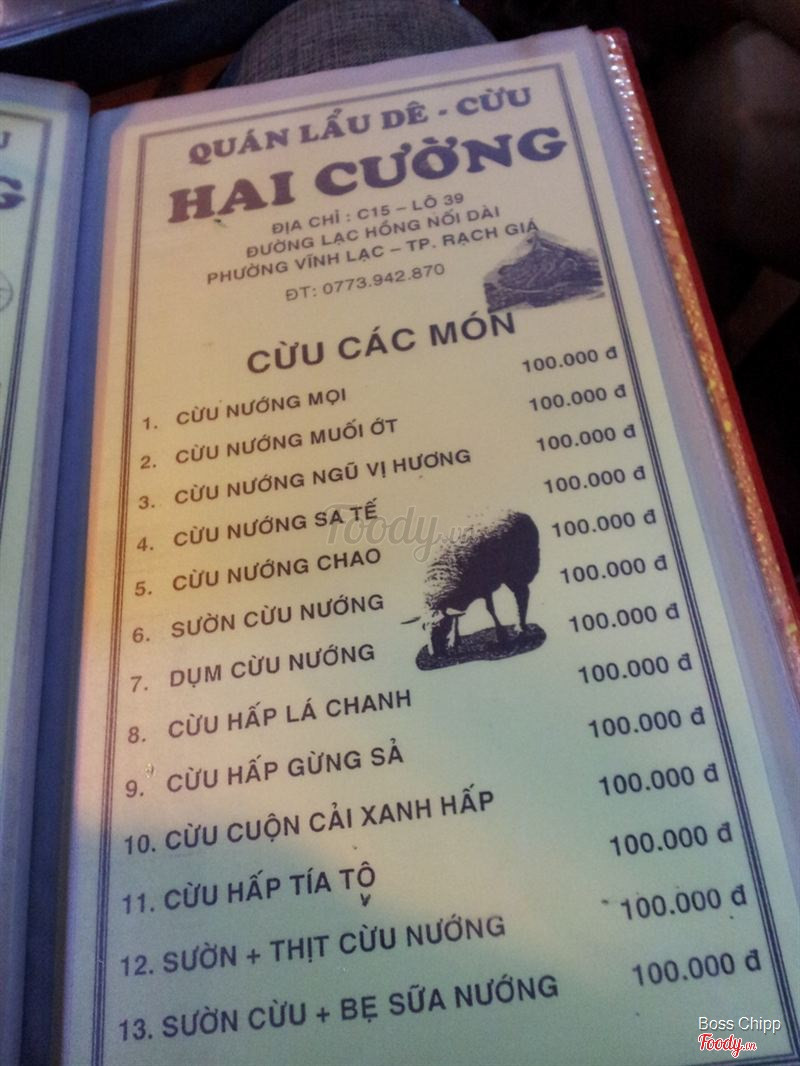 QUÁN LẨU DÊ - CỪU
HAI CƯỜNG
ĐỊA CHỈ : C15 – LÔ 39
ĐƯỜNG LẠC HỒNG NỐI DÀI
PHƯỜNG VĨNH LẠC – TP. RẠCH GIÁ
ĐT: 0773.942.870
CỪU CÁC MÓN
1. CỪU NƯỚNG MỌI 100.000 đ
2. CỪU NƯỚNG MUỐI ỚT 100.000 đ
3. CỪU NƯỚNG NGŨ VỊ HƯƠNG 100.000 đ
4. CỪU NƯỚNG SA TẾ 100.000 đ
5. CỪU NƯỚNG CHAO 100.000 đ
6. SƯỜN CỪU NƯỚNG 100.000 đ
7. DỤM CỪU NƯỚNG 100.000 đ
8. CỪU HẤP LÁ CHANH 100.000 đ
9. CỪU HẤP GỪNG SẢ 100.000 đ
10. CỪU CUỘN CẢI XANH HẤP 100.000 đ
11. CỪU HẤP TÍA TÔ 100.000 đ
12. SƯỜN + THỊT CỪU NƯỚNG 100.000 đ
13. SƯỜN CỪU + BẸ SỮA NƯỚNG 100.000 đ
Foody.vn
Boss Chipp
Foody.vn